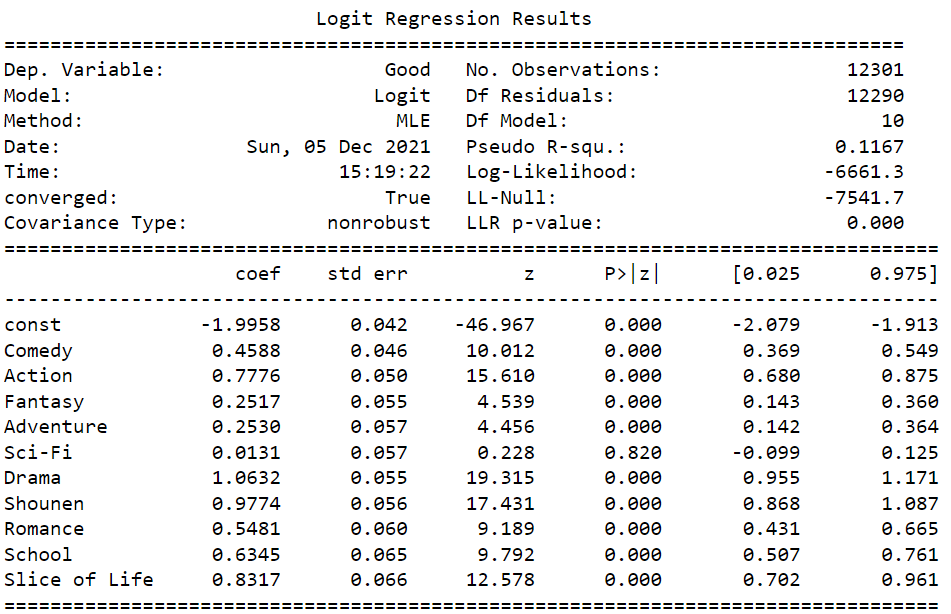 Logit Regression Results
==============================================================================
Dep. Variable:                   Good   No. Observations:                12301
Model:                          Logit   Df Residuals:                    12290
Method:                           MLE   Df Model:                           10
Date:                Sun, 05 Dec 2021   Pseudo R-squ.:                  0.1167
Time:                        15:19:22   Log-Likelihood:                -6661.3
converged:                       True   LL-Null:                       -7541.7
Covariance Type:            nonrobust   LLR p-value:                     0.000
=================================================================================
                    coef    std err          z      P>|z|      [0.025      0.975]
---------------------------------------------------------------------------------
const            -1.9958      0.042    -46.967      0.000      -2.079      -1.913
Comedy            0.4588      0.046     10.012      0.000       0.369       0.549
Action            0.7776      0.050     15.610      0.000       0.680       0.875
Fantasy           0.2517      0.055      4.539      0.000       0.143       0.360
Adventure         0.2530      0.057      4.456      0.000       0.142       0.364
Sci-Fi            0.0131      0.057      0.228      0.820      -0.099       0.125
Drama             1.0632      0.055     19.315      0.000       0.955       1.171
Shounen           0.9774      0.056     17.431      0.000       0.868       1.087
Romance           0.5481      0.060      9.189      0.000       0.431       0.665
School            0.6345      0.065      9.792      0.000       0.507       0.761
Slice of Life     0.8317      0.066     12.578      0.000       0.702       0.961
=================================================================================